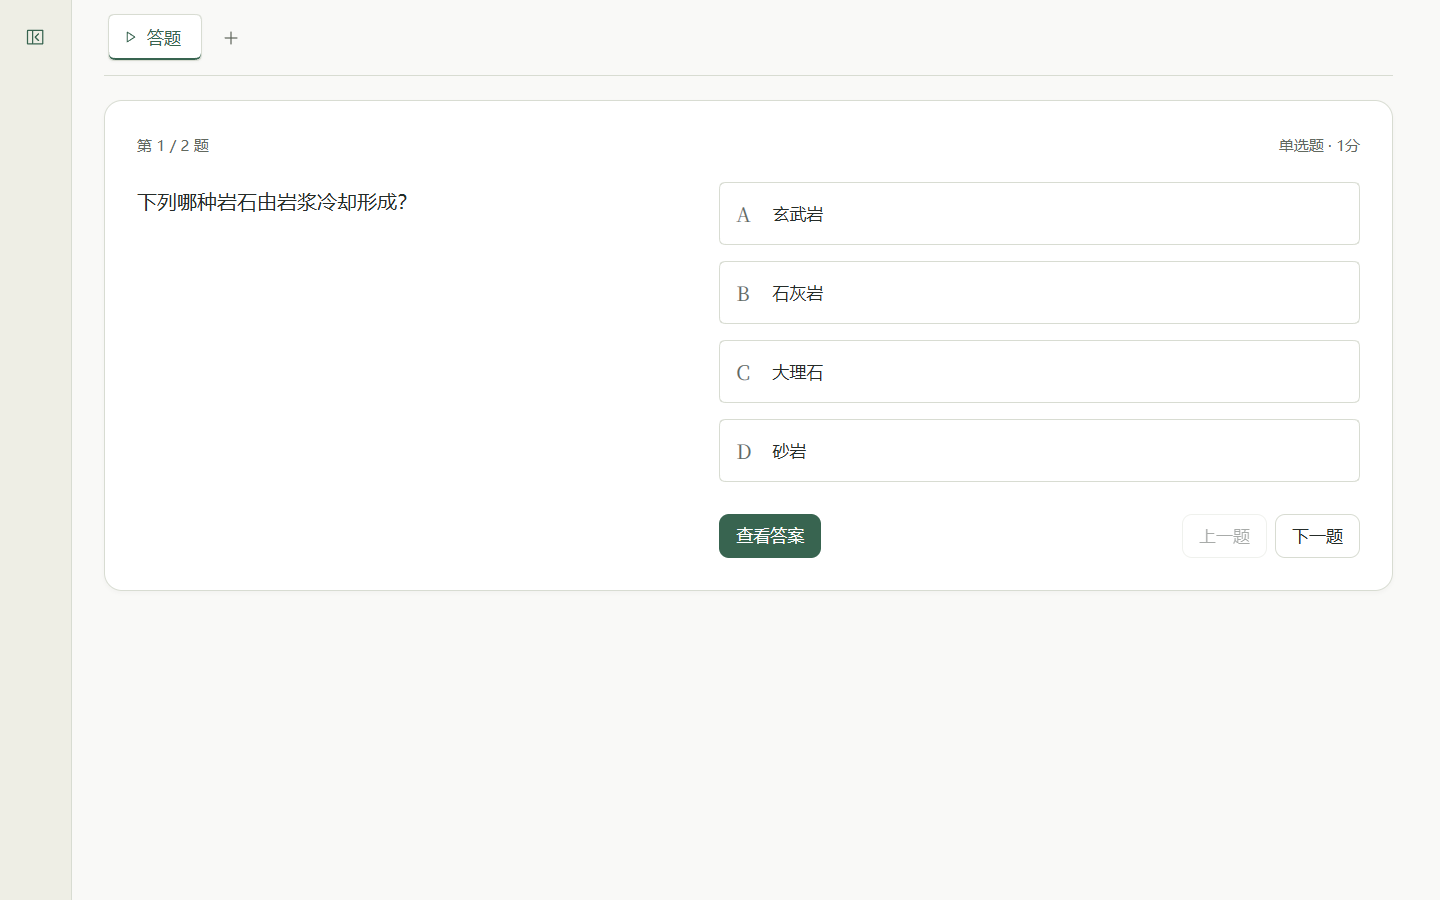 答题
第 1 / 2 题
单选题 · 1分
下列哪种岩石由岩浆冷却形成?
A 玄武岩
B 石灰岩
C 大理石
D 砂岩
查看答案
上一题
下一题